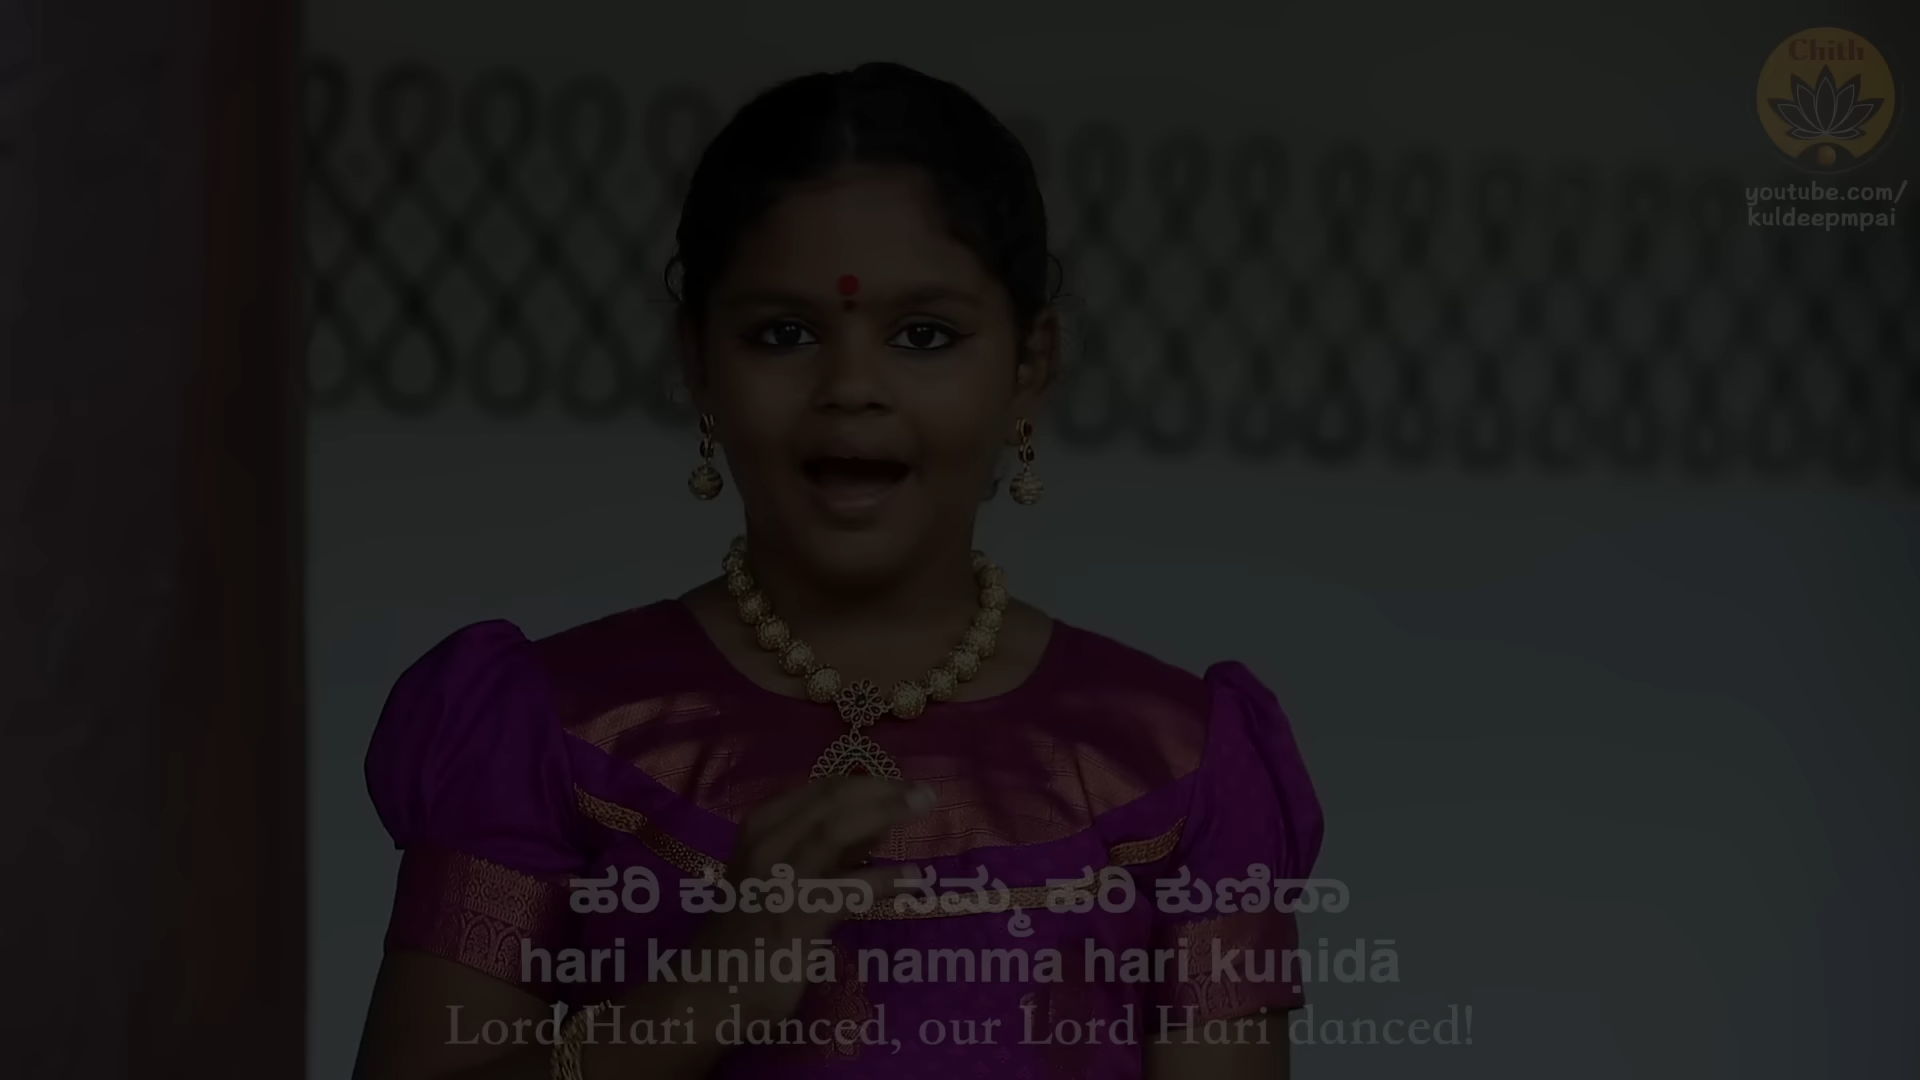 Chith
youtube.com/
kuldeepmpai
ಹರಿ ಕುಣಿದಾ ನಮ್ಮ ಹರಿ ಕುಣಿದಾ
hari kuṇidā namma hari kuṇidā
Lord Hari danced, our Lord Hari danced!